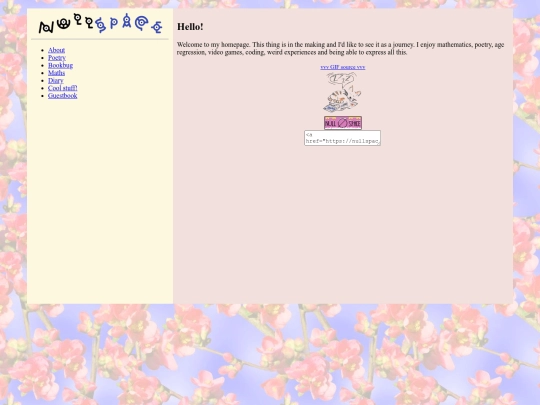 NULLSPACE
About
Poetry
Bookbug
Maths
Diary
Cool stuff!
Guestbook
Hello!
Welcome to my homepage. This thing is in the making and I'd like to see it as a journey. I enjoy mathematics, poetry, age
regression, video games, coding, weird experiences and being able to express all this.
vvv GIF source vvv
NULL SPACE
<a
href="https://nullspec